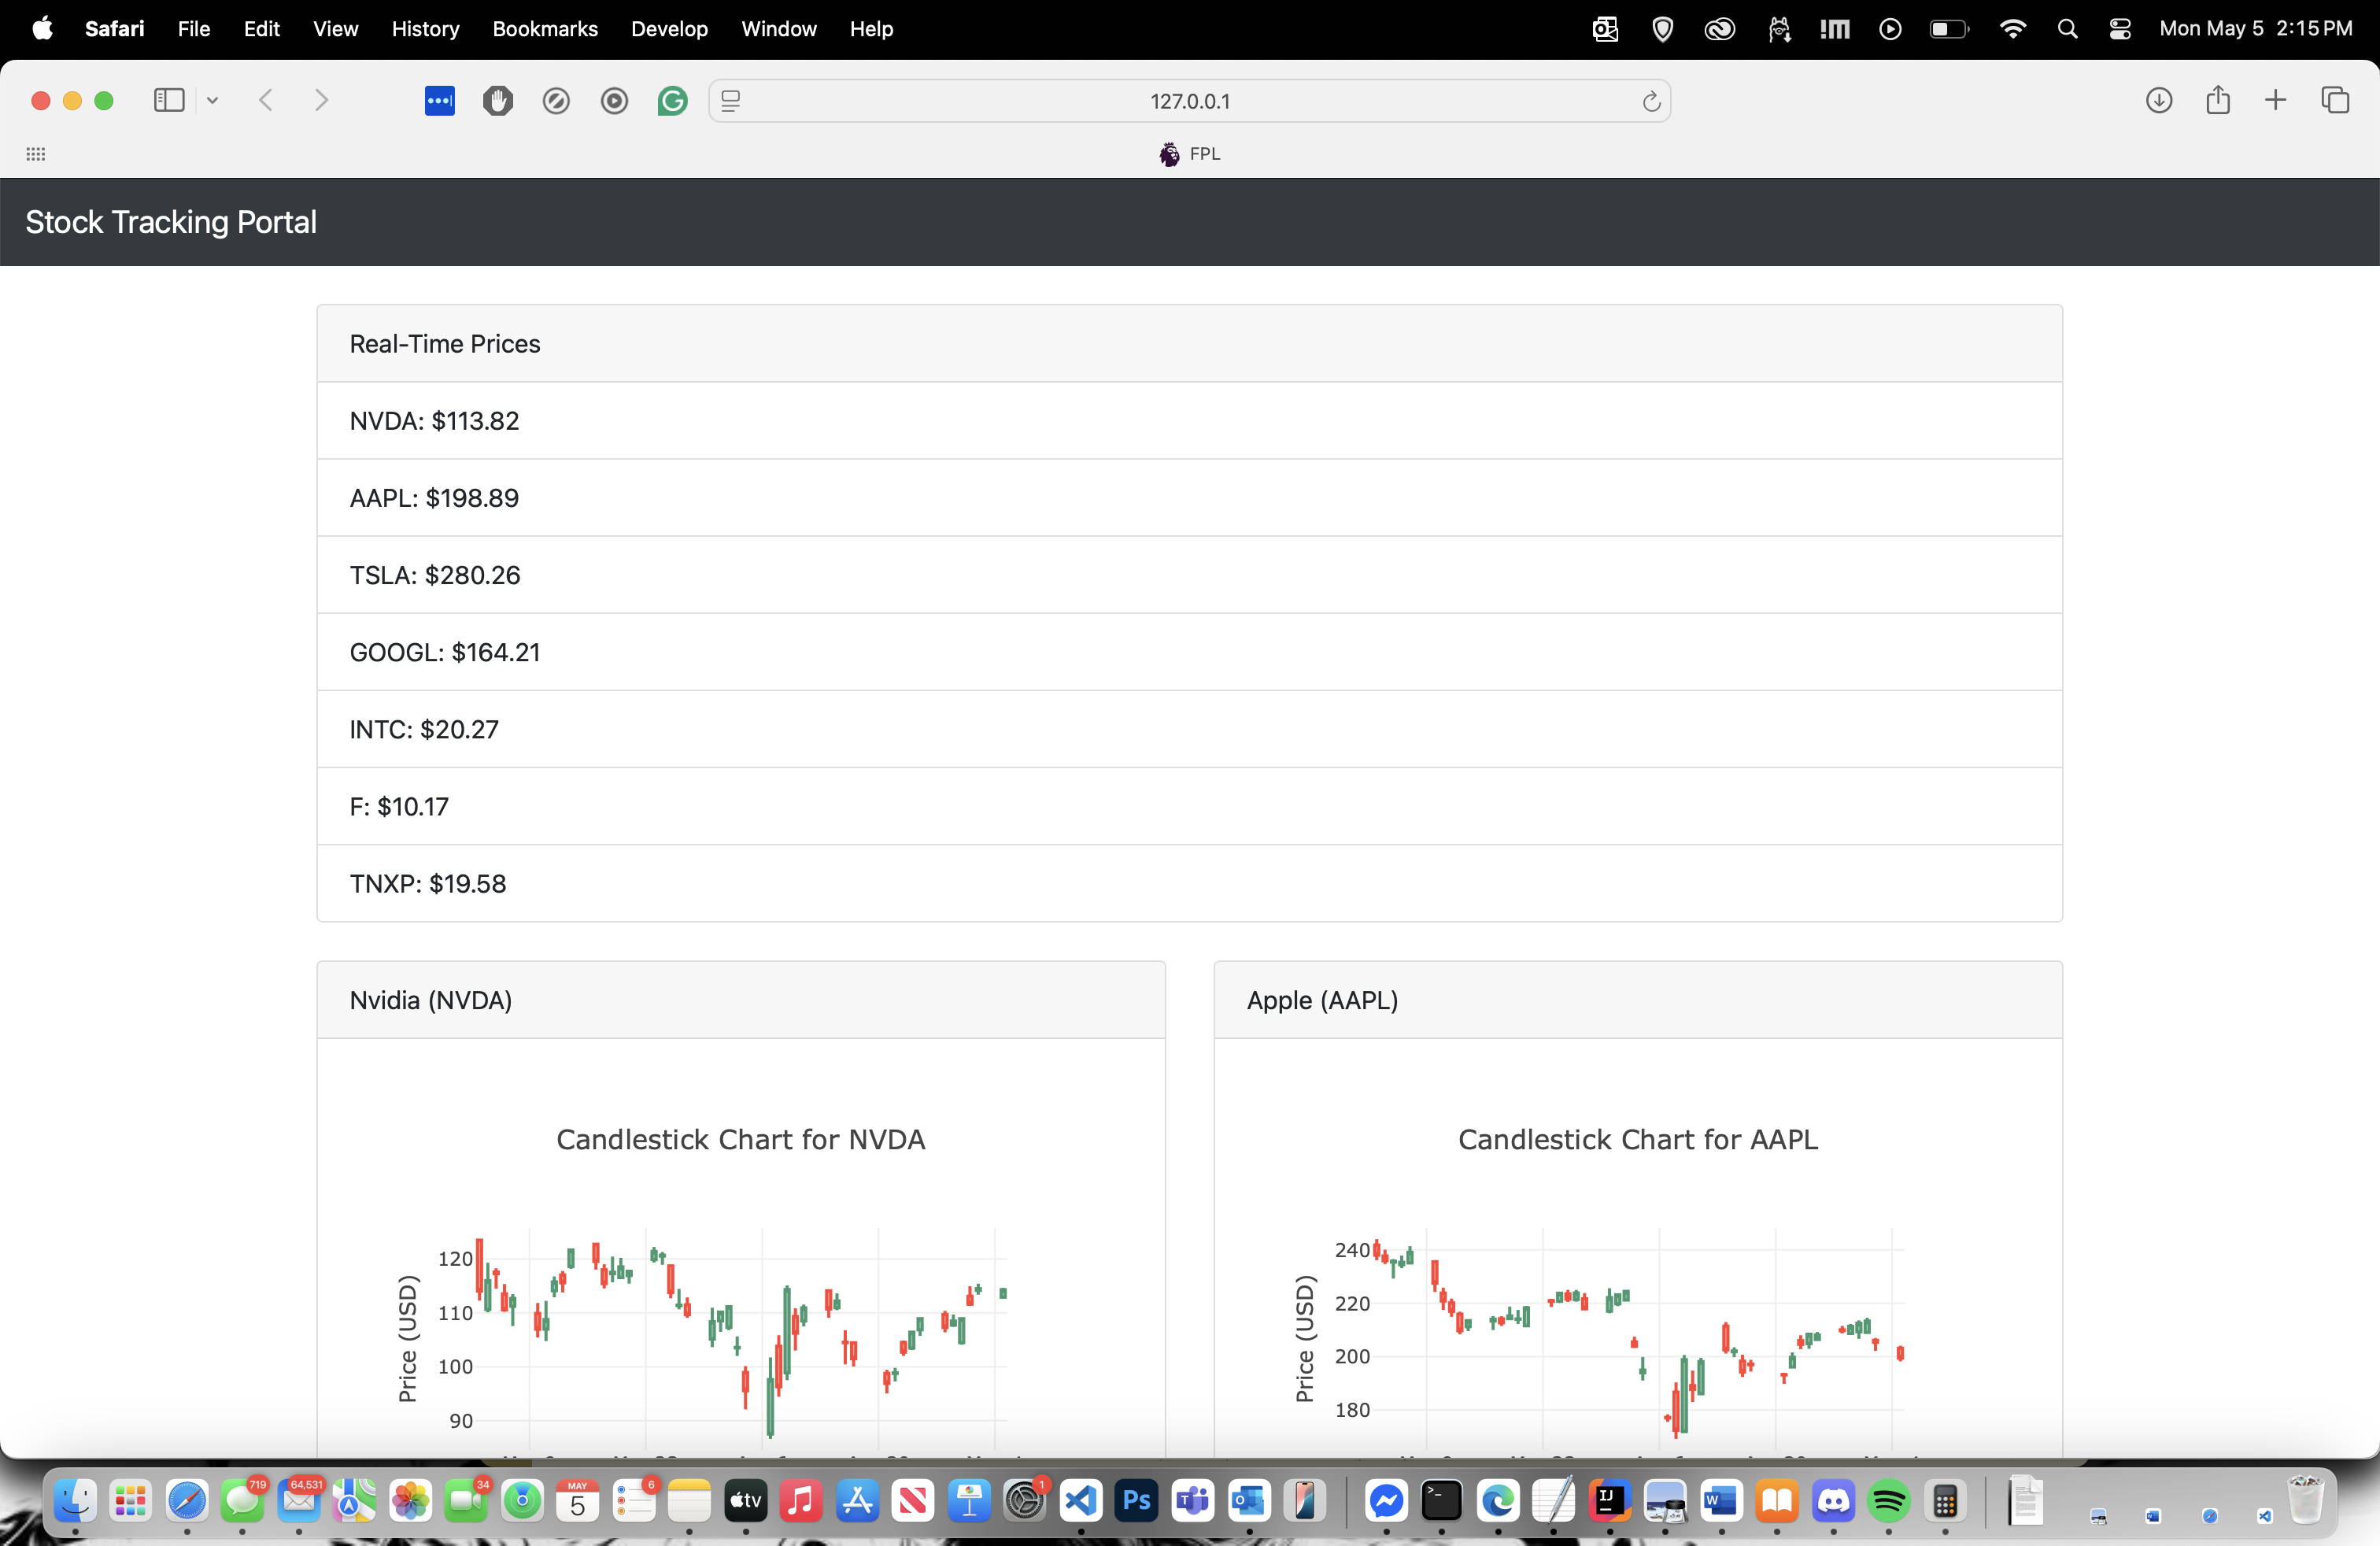 Safari File Edit View History Bookmarks Develop Window Help Mon May 5 2:15 PM
127.0.0.1
FPL
Stock Tracking Portal
Real-Time Prices
NVDA: $113.82
AAPL: $198.89
TSLA: $280.26
GOOGL: $164.21
INTC: $20.27
F: $10.17
TNXP: $19.58
Nvidia (NVDA)
Candlestick Chart for NVDA
Price (USD)
120
110
100
90
Apple (AAPL)
Candlestick Chart for AAPL
Price (USD)
240
220
200
180
719 64,531 34 MAY 5 6 tv 1 Ps >_ IJ W